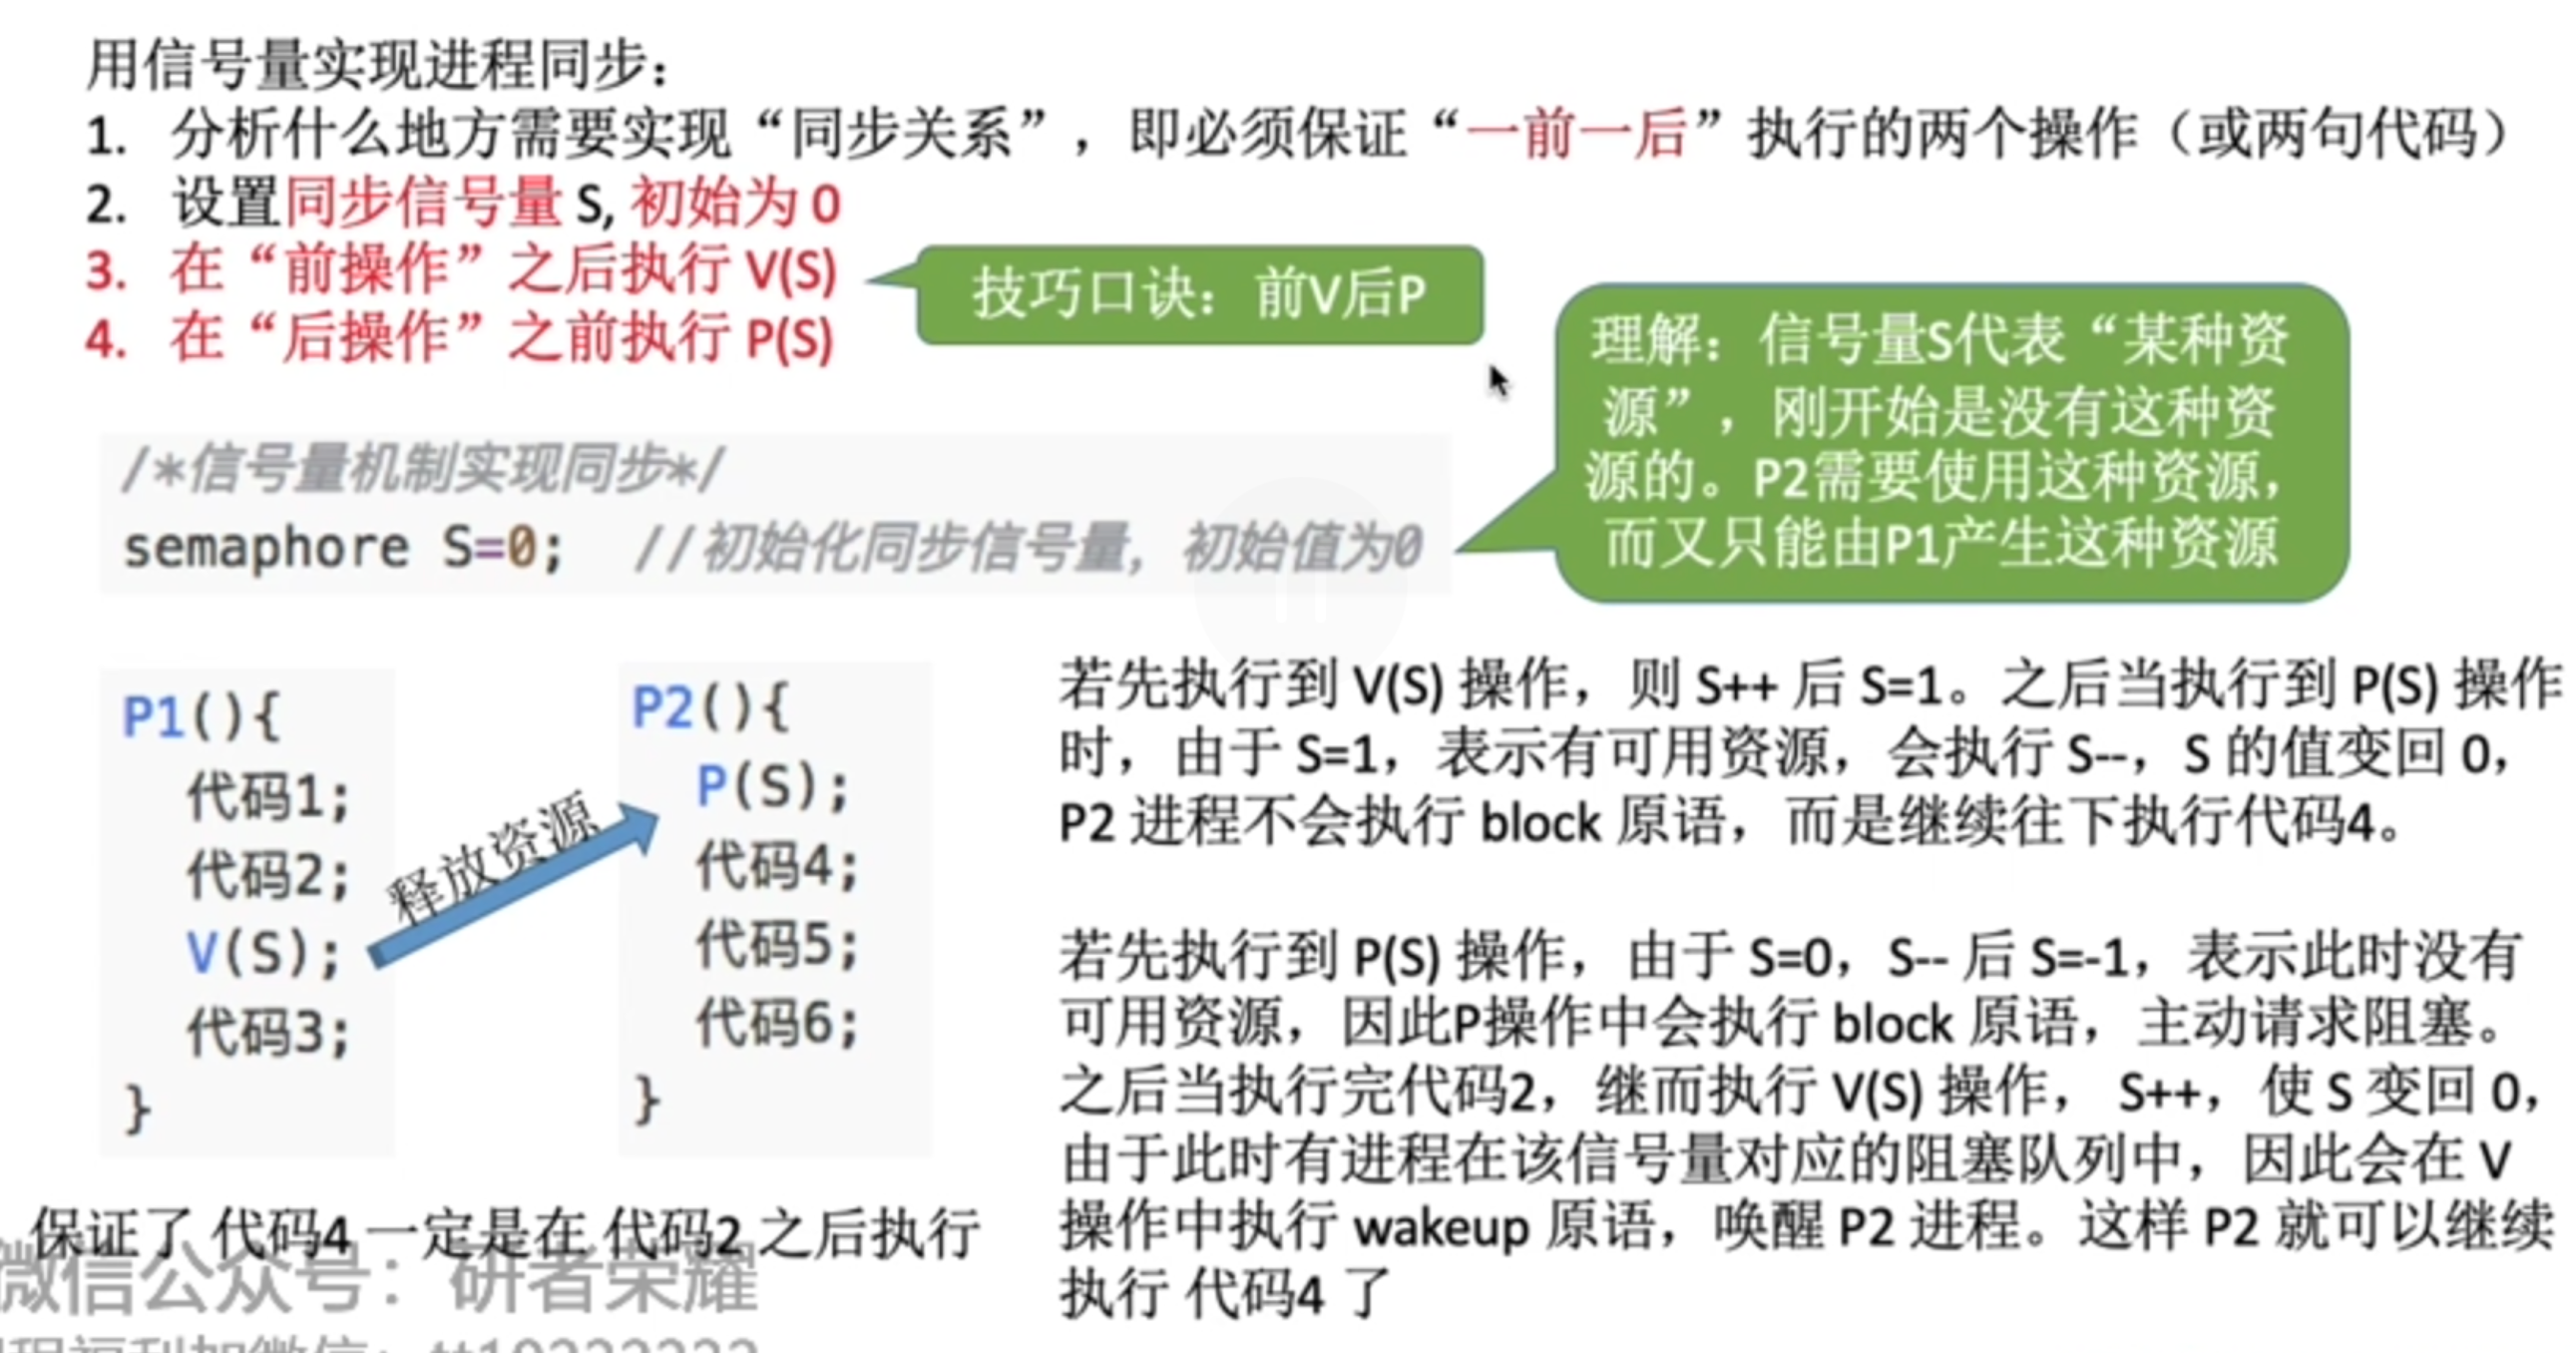 用信号量实现进程同步：
1. 分析什么地方需要实现“同步关系”，即必须保证“一前一后”执行的两个操作（或两句代码）
2. 设置同步信号量 S, 初始为 0
3. 在“前操作”之后执行 V(S)
4. 在“后操作”之前执行 P(S)
技巧口诀：前V后P
理解：信号量S代表“某种资
源”，刚开始是没有这种资
源的。P2需要使用这种资源，
而又只能由P1产生这种资源
/*信号量机制实现同步*/
semaphore S=0; //初始化同步信号量，初始值为0
P1(){
代码1;
代码2;
V(S);
代码3;
}
释放资源
P2(){
P(S);
代码4;
代码5;
代码6;
}
保证了 代码4 一定是在 代码2 之后执行
若先执行到 V(S) 操作，则 S++ 后 S=1。之后当执行到 P(S) 操作
时，由于 S=1，表示有可用资源，会执行 S--，S 的值变回 0，
P2 进程不会执行 block 原语，而是继续往下执行代码4。
若先执行到 P(S) 操作，由于 S=0，S-- 后 S=-1，表示此时没有
可用资源，因此P操作中会执行 block 原语，主动请求阻塞。
之后当执行完代码2，继而执行 V(S) 操作， S++，使 S 变回 0，
由于此时有进程在该信号量对应的阻塞队列中，因此会在 V
操作中执行 wakeup 原语，唤醒 P2 进程。这样 P2 就可以继续
执行 代码4 了
微信公众号：研者荣耀